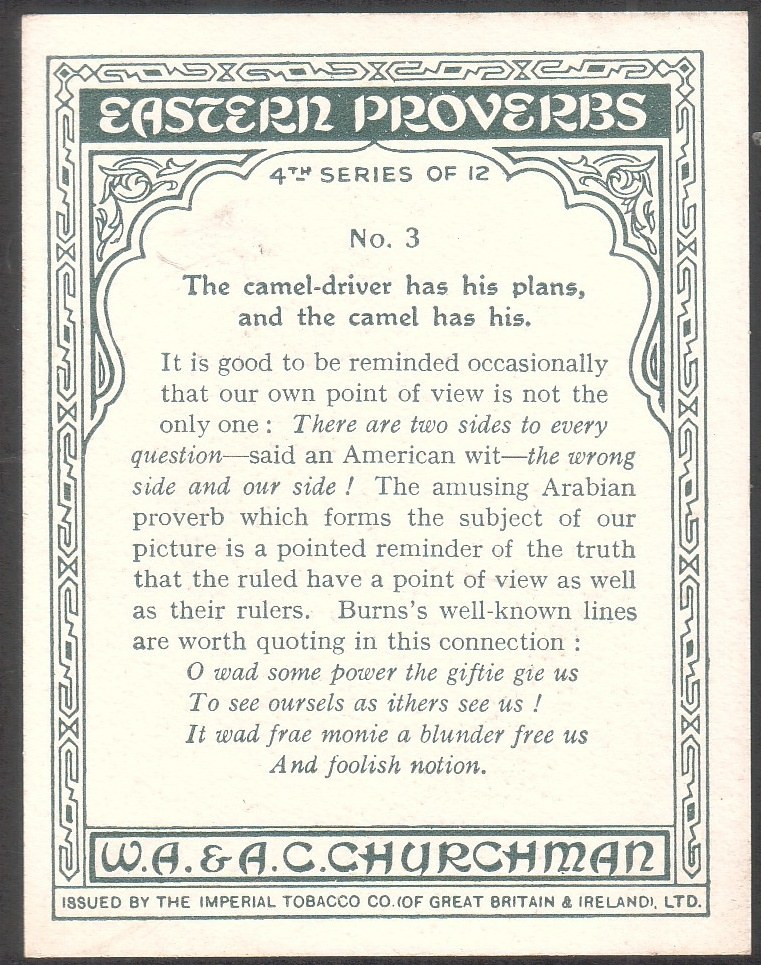 EASTERN PROVERBS
4TH SERIES OF 12
No. 3
The camel-driver has his plans,
and the camel has his.
It is good to be reminded occasionally
that our own point of view is not the
only one : There are two sides to every
question—said an American wit—the wrong
side and our side ! The amusing Arabian
proverb which forms the subject of our
picture is a pointed reminder of the truth
that the ruled have a point of view as well
as their rulers. Burns's well-known lines
are worth quoting in this connection :
O wad some power the giftie gie us
To see oursels as ithers see us !
It wad frae monie a blunder free us
And foolish notion.
W.A. & A.C. CHURCHMAN
ISSUED BY THE IMPERIAL TOBACCO CO. (OF GREAT BRITAIN & IRELAND), LTD.